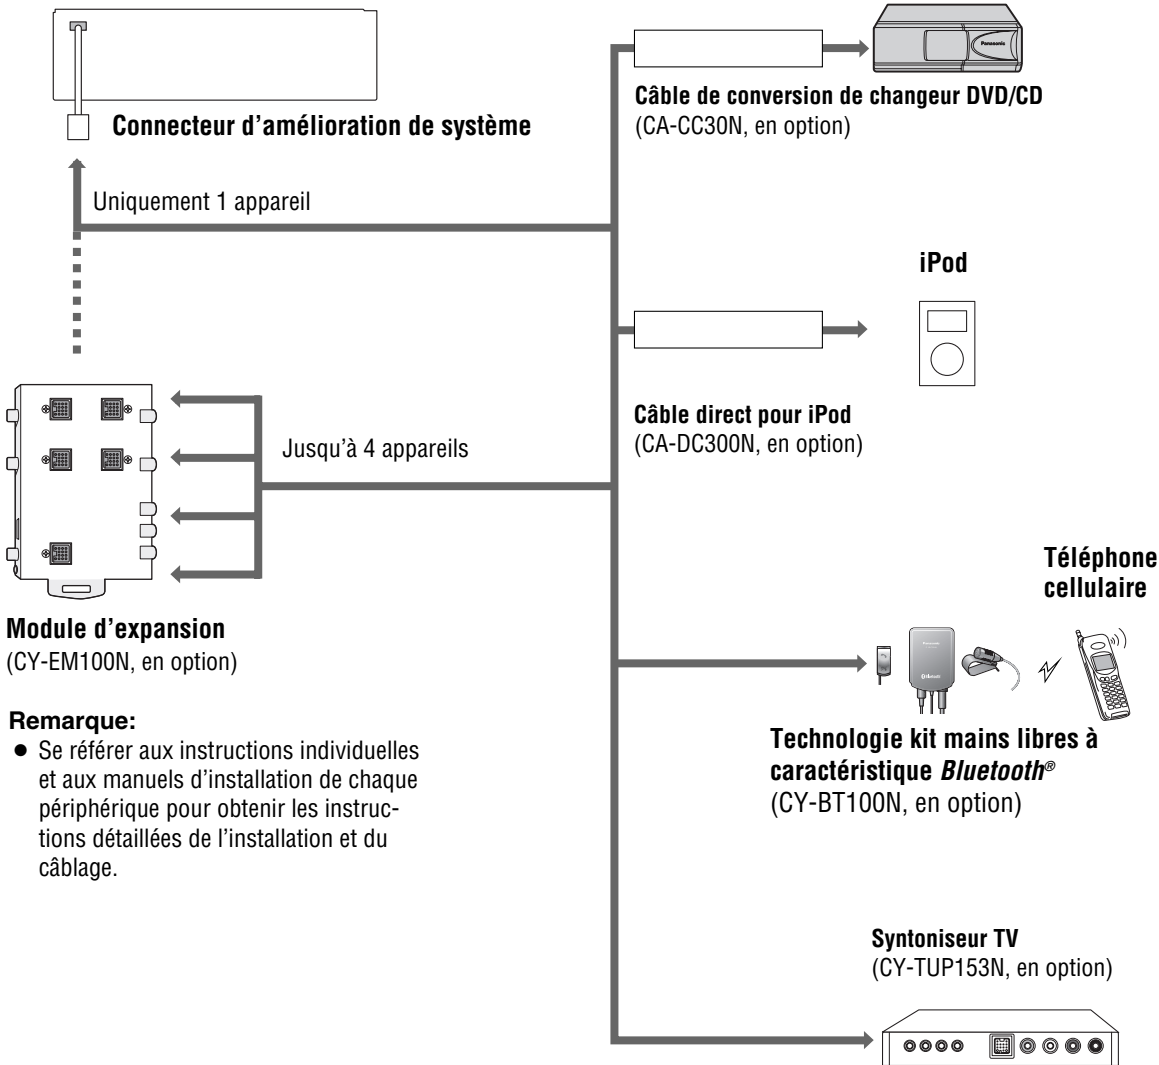 Panasonic
Câble de conversion de changeur DVD/CD
(CA-CC30N, en option)
Connecteur d'amélioration de système
Uniquement 1 appareil
iPod
Câble direct pour iPod
(CA-DC300N, en option)
Jusqu'à 4 appareils
Module d'expansion
(CY-EM100N, en option)
Remarque:
● Se référer aux instructions individuelles
et aux manuels d'installation de chaque
périphérique pour obtenir les instruc-
tions détaillées de l'installation et du
câblage.
Téléphone
cellulaire
Panasonic
Bluetooth
Technologie kit mains libres à
caractéristique Bluetooth®
(CY-BT100N, en option)
Syntoniseur TV
(CY-TUP153N, en option)